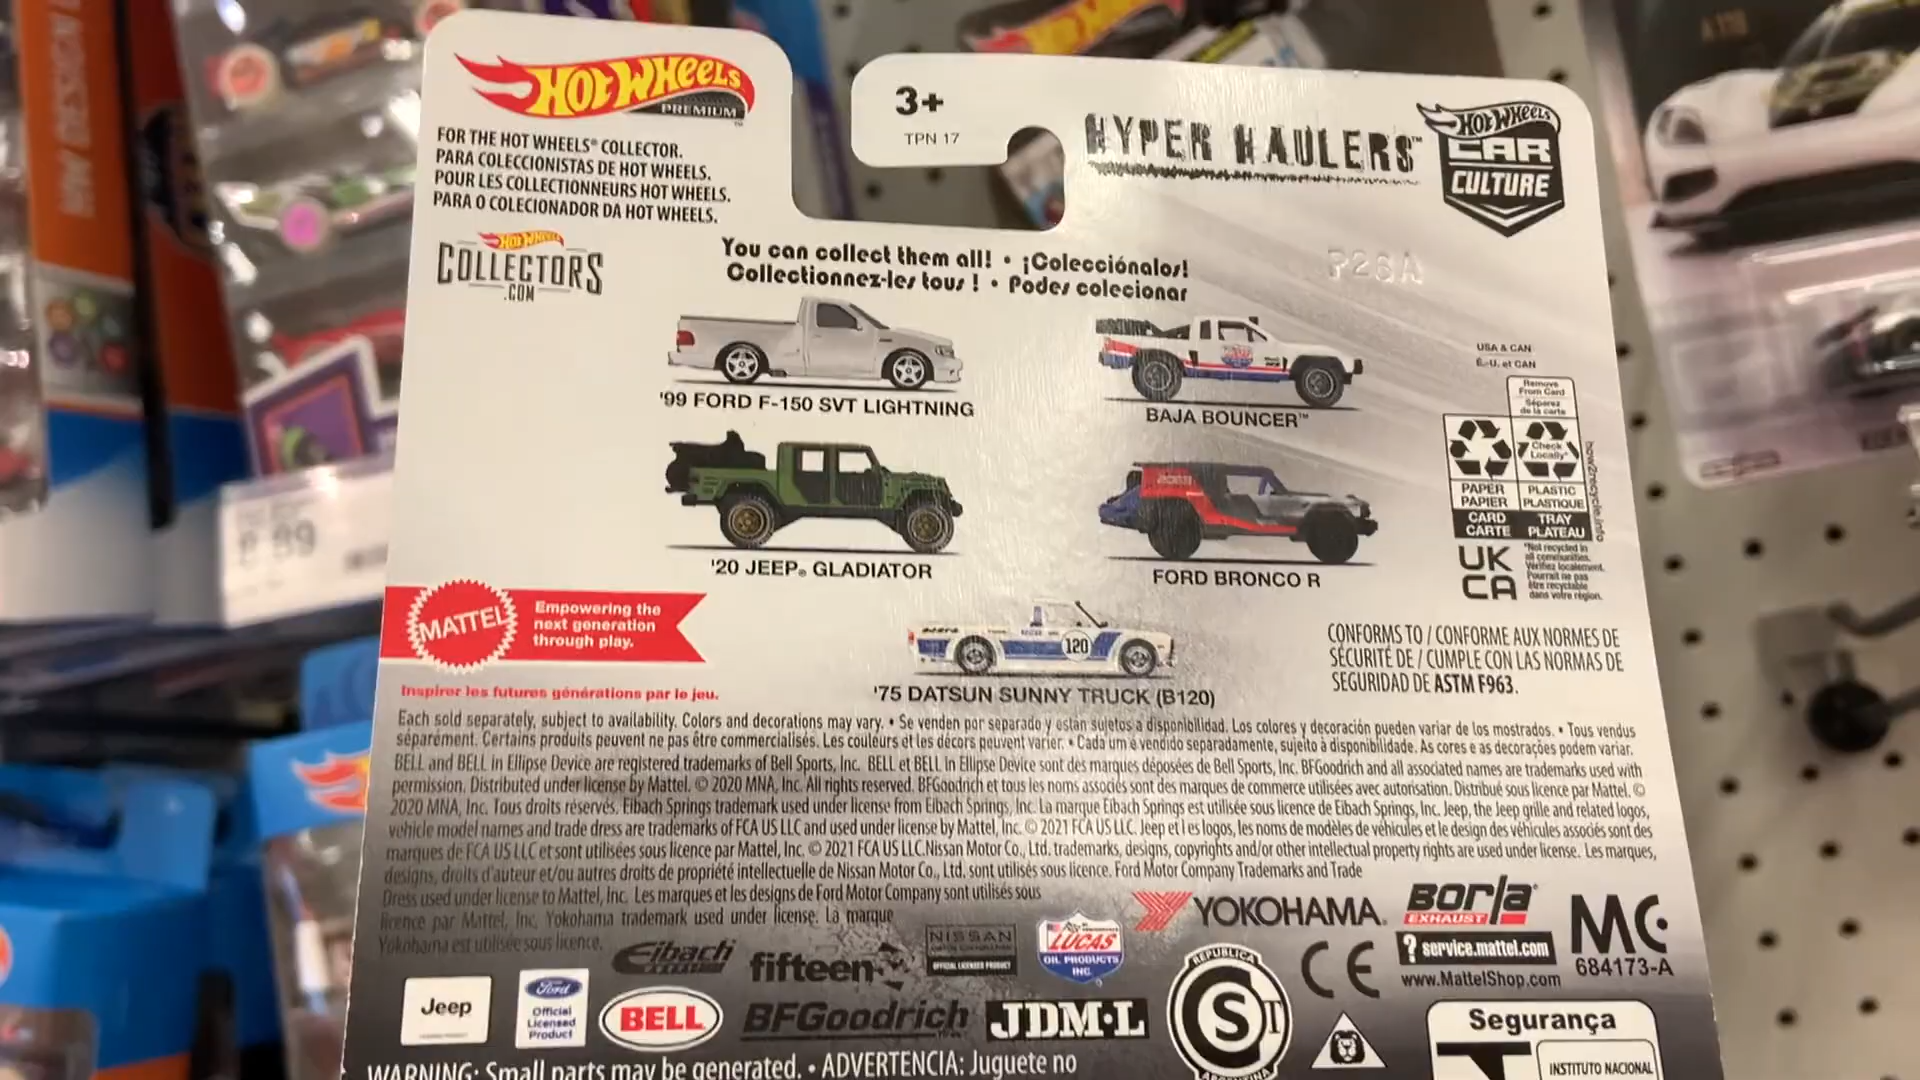 HOT WHEELS
PREMIUM™
FOR THE HOT WHEELS® COLLECTOR.
PARA COLECCIONISTAS DE HOT WHEELS.
POUR LES COLLECTIONNEURS HOT WHEELS.
PARA O COLECIONADOR DA HOT WHEELS.
HOT WHEELS
COLLECTORS
.COM
3+
TPN 17
HYPER HAULERS™
HOT WHEELS
CAR
CULTURE
You can collect them all! • ¡Colecciónalos!
Collectionnez-les tous ! • Podes colecionar
P26A
'99 FORD F-150 SVT LIGHTNING
BAJA BOUNCER™
'20 JEEP® GLADIATOR
FORD BRONCO R
120
'75 DATSUN SUNNY TRUCK (B120)
USA & CAN
É.-U. et CAN
Remove
From Card
Séparez
de la carte
Check
Locally*
how2recycle.info
PAPER PLASTIC
PAPIER PLASTIQUE
CARD TRAY
CARTE PLATEAU
UK
CA
*Not recycled in
all communities.
Vérifiez localement.
Pourrait ne pas
être recyclable
dans votre région.
MATTEL
Empowering the
next generation
through play.
Inspirer les futures générations par le jeu.
CONFORMS TO / CONFORME AUX NORMES DE
SÉCURITÉ DE / CUMPLE CON LAS NORMAS DE
SEGURIDAD DE ASTM F963.
Each sold separately, subject to availability. Colors and decorations may vary. • Se venden por separado y están sujetos a disponibilidad. Los colores y decoración pueden variar de los mostrados. • Tous vendus
séparément. Certains produits peuvent ne pas être commercialisés. Les couleurs et les décors peuvent varier. • Cada um é vendido separadamente, sujeito à disponibilidade. As cores e as decorações podem variar.
BELL and BELL in Ellipse Device are registered trademarks of Bell Sports, Inc. BELL et BELL in Ellipse Device sont des marques déposées de Bell Sports, Inc. BFGoodrich and all associated names are trademarks used with
permission. Distributed under license by Mattel. © 2020 MNA, Inc. All rights reserved. BFGoodrich et tous les noms associés sont des marques de commerce utilisées avec autorisation. Distribué sous licence par Mattel. ©
2020 MNA, Inc. Tous droits réservés. Eibach Springs trademark used under license from Eibach Springs, Inc. La marque Eibach Springs est utilisée sous licence de Eibach Springs, Inc. Jeep, the Jeep grille and related logos,
vehicle model names and trade dress are trademarks of FCA US LLC and used under license by Mattel, Inc. © 2021 FCA US LLC. Jeep et les logos, les noms de modèles de véhicules et le design des véhicules associés sont des
marques de FCA US LLC et sont utilisées sous licence par Mattel, Inc. © 2021 FCA US LLC. Nissan Motor Co., Ltd. trademarks, designs, copyrights and/or other intellectual property rights are used under license. Les marques,
designs, droits d'auteur et/ou autres droits de propriété intellectuelle de Nissan Motor Co., Ltd. sont utilisés sous licence. Ford Motor Company Trademarks and Trade
Dress used under license to Mattel, Inc. Les marques et les designs de Ford Motor Company sont utilisés sous
licence par Mattel, Inc. Yokohama trademark used under license. La marque
Yokohama est utilisée sous licence.
Eibach
fifteen
NISSAN
OFFICIAL LICENSED PRODUCT
LUCAS
OIL PRODUCTS
INC.
YOKOHAMA®
Borla
EXHAUST
? service.mattel.com
www.MattelShop.com
MC
684173-A
Jeep
Ford
Official
Licensed
Product
BELL
BFGoodrich
JDM·L
REPUBLICA
S
ARGENTINA
CE
Segurança
INSTITUTO NACIONAL
WARNING: Small parts may be generated. • ADVERTENCIA: Juguete no